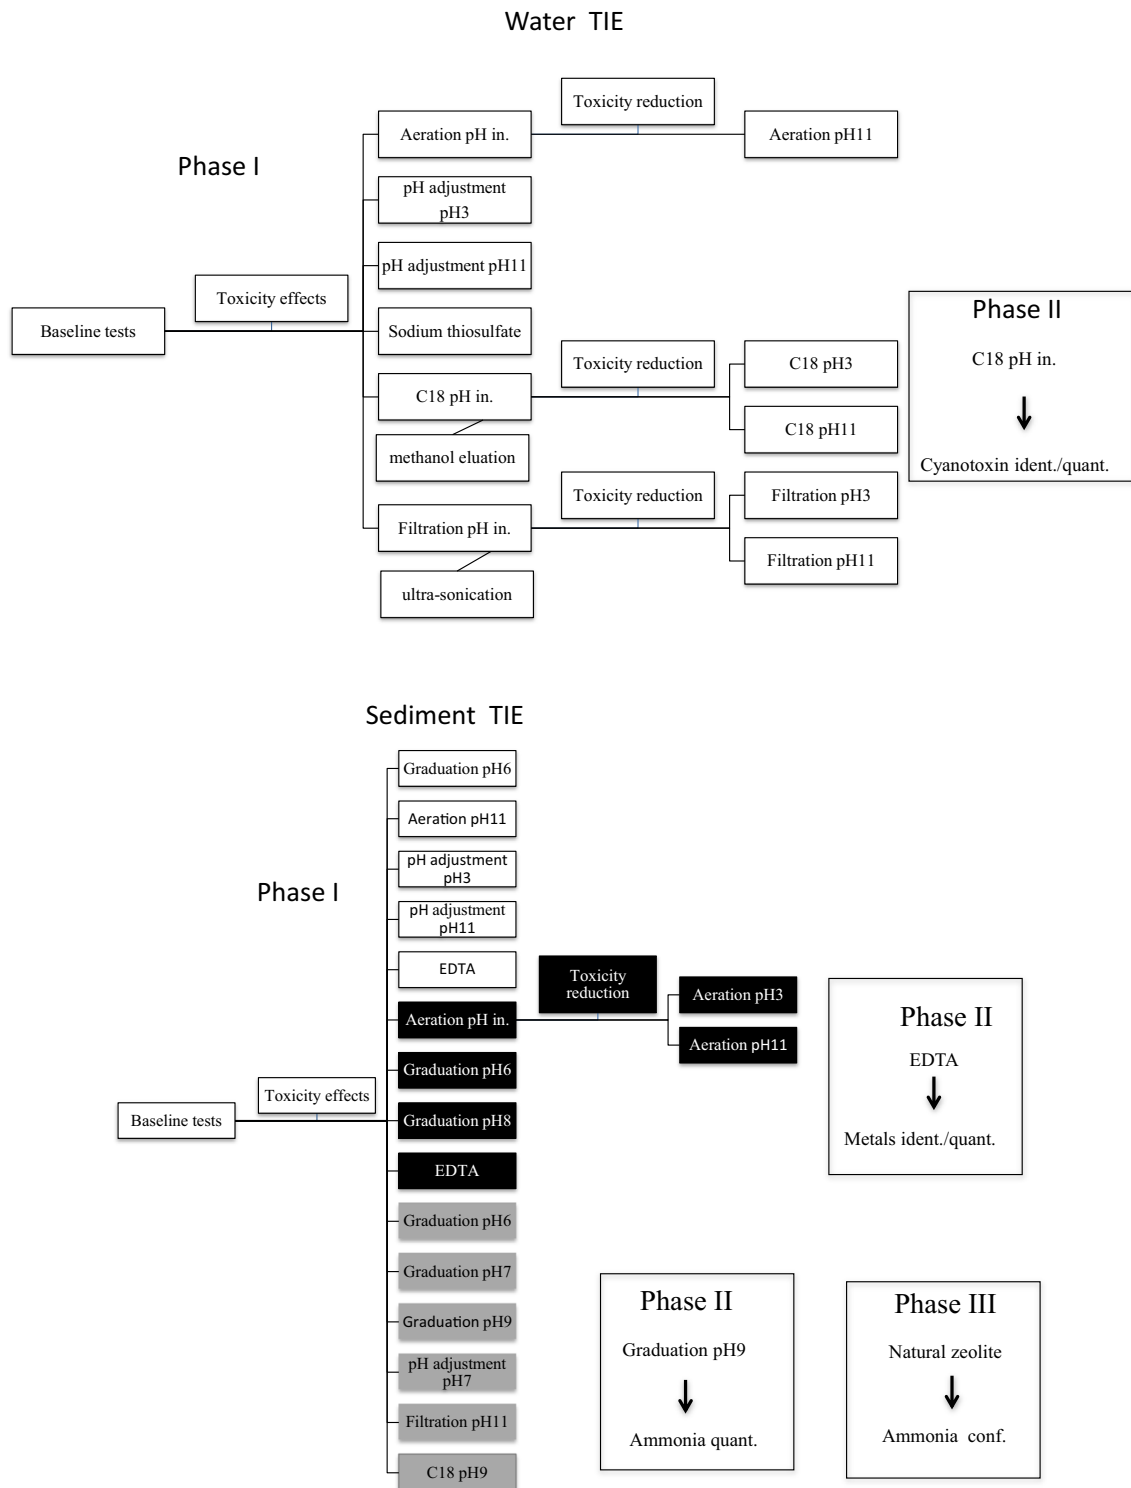 Water TIE
Toxicity reduction
Aeration pH in.
Aeration pH11
Phase I
pH adjustment
pH3
pH adjustment pH11
Toxicity effects
Baseline tests
Sodium thiosulfate
Phase II
C18 pH in.
Cyanotoxin ident./quant.
Toxicity reduction
C18 pH3
C18 pH in.
C18 pH11
methanol eluation
Toxicity reduction
Filtration pH3
Filtration pH in.
Filtration pH11
ultra-sonication
Sediment TIE
Graduation pH6
Aeration pH11
pH adjustment
pH3
Phase I
pH adjustment
pH11
EDTA
Toxicity
reduction
Aeration pH in.
Aeration pH3
Aeration pH11
Phase II
EDTA
Metals ident./quant.
Graduation pH6
Toxicity effects
Baseline tests
Graduation pH8
EDTA
Graduation pH6
Graduation pH7
Graduation pH9
pH adjustment
pH7
Filtration pH11
C18 pH9
Phase II
Graduation pH9
Ammonia quant.
Phase III
Natural zeolite
Ammonia conf.